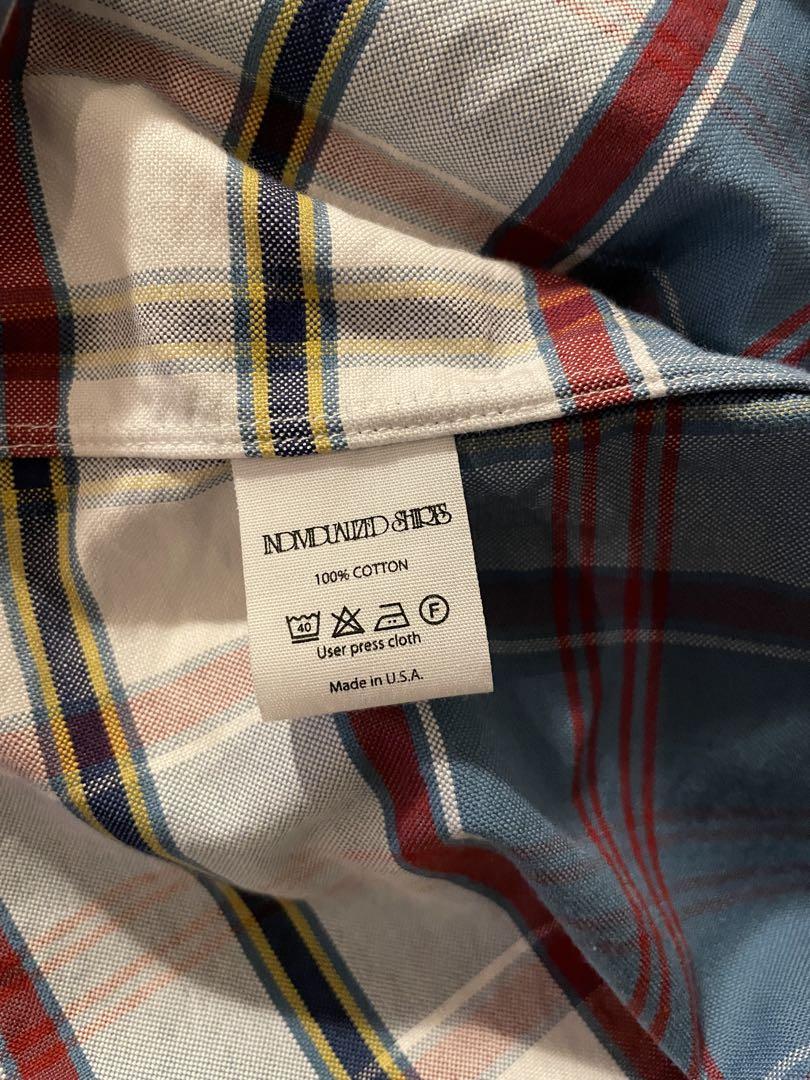 INDIVIDUALIZED SHIRTS
100% COTTON
40 F
User press cloth
Made in U.S.A.